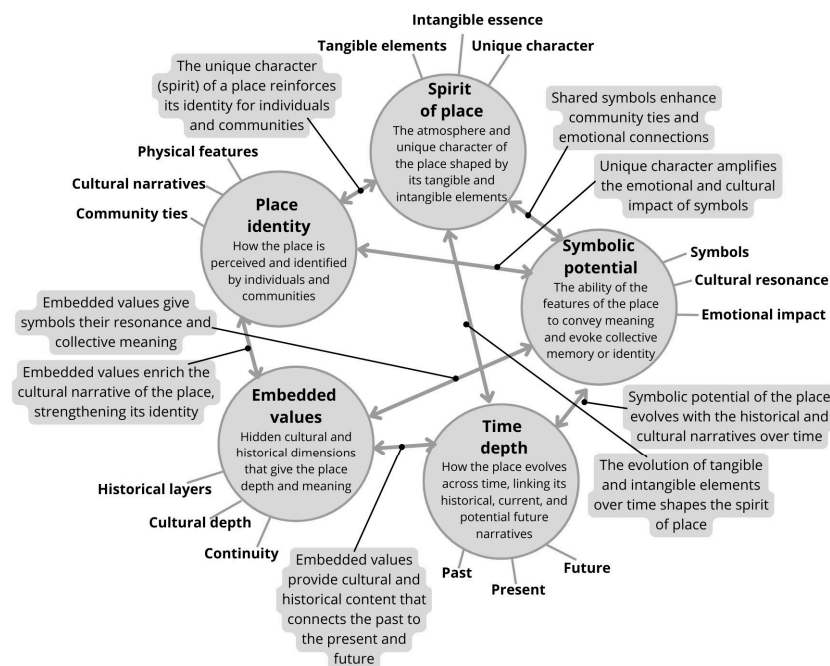 Intangible essence
Tangible elements
Unique character
The unique character
(spirit) of a place reinforces
its identity for individuals
and communities
Spirit
of place
The atmosphere and
unique character of
the place shaped by
its tangible and
intangible elements
Shared symbols enhance
community ties and
emotional connections
Unique character amplifies
the emotional and cultural
impact of symbols
Physical features
Cultural narratives
Community ties
Place
identity
How the place is
perceived and identified
by individuals and
communities
Symbolic
potential
The ability of the
features of the place
to convey meaning
and evoke collective
memory or identity
Symbols
Cultural resonance
Emotional impact
Embedded values give
symbols their resonance and
collective meaning
Embedded values enrich the
cultural narrative of the place,
strengthening its identity
Embedded
values
Hidden cultural and
historical dimensions
that give the place
depth and meaning
Historical layers
Cultural depth
Continuity
Time
depth
How the place evolves
across time, linking its
historical, current, and
potential future
narratives
Past
Present
Future
Symbolic potential of the place
evolves with the historical and
cultural narratives over time
The evolution of tangible
and intangible elements
over time shapes the spirit
of place
Embedded values
provide cultural and
historical content that
connects the past to
the present and
future